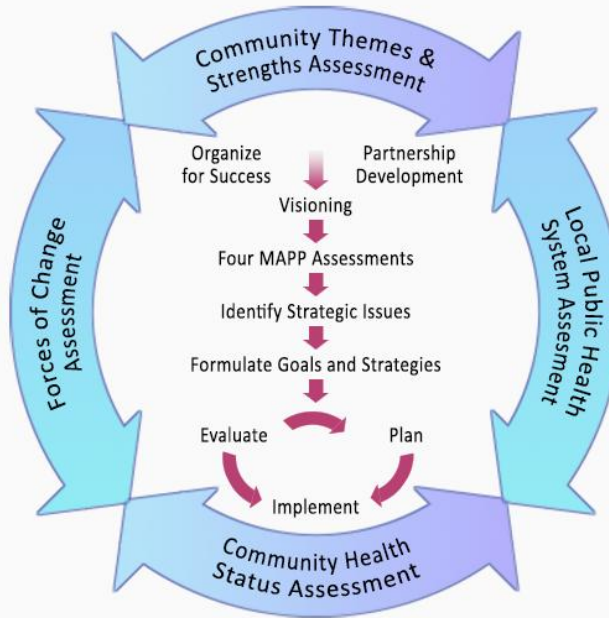 Community Themes &
Strengths Assessment
Organize
for Success
Partnership
Development
Visioning
Four MAPP Assessments
Identify Strategic Issues
Formulate Goals and Strategies
Evaluate
Plan
Implement
Forces of Change
Assessment
Local Public Health
System Assesment
Community Health
Status Assessment